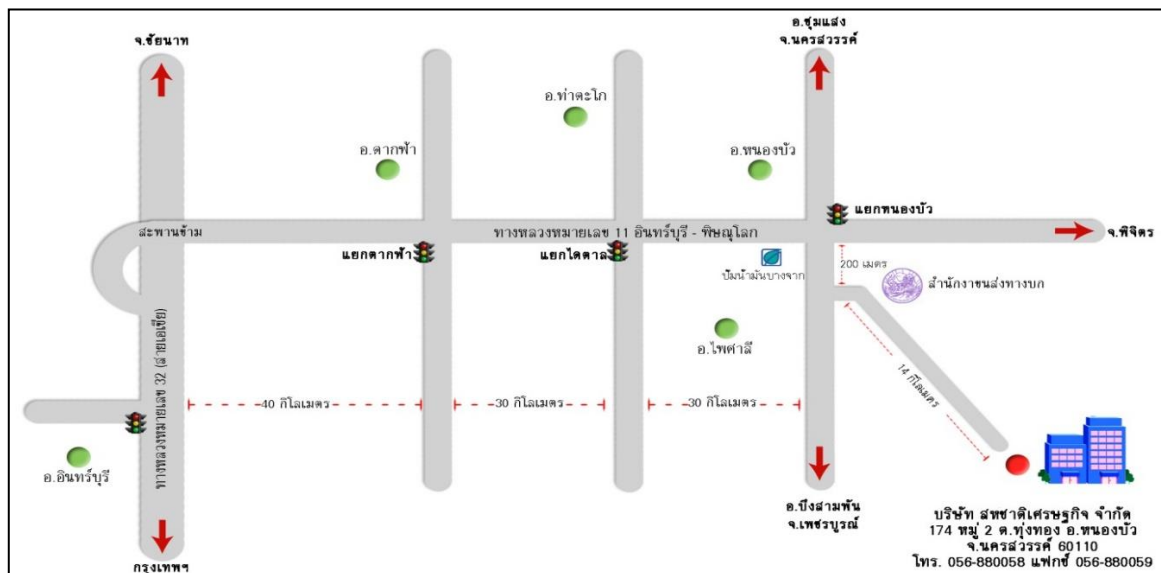 จ.ชัยนาท
อ.ชุมแสง
จ.นครสวรรค์
อ.ท่าตะโก
อ.ตากฟ้า
อ.หนองบัว
แยกหนองบัว
สะพานข้าม
ทางหลวงหมายเลข 11 อินทร์บุรี - พิษณุโลก
จ.พิจิตร
แยกตากฟ้า
แยกไดตาล
ปั๊มน้ำมันบางจาก
200 เมตร
สำนักงาขนส่งทางบก
อ.ไพศาลี
ทางหลวงหมายเลข 32 (สายเอเซีย)
14 กิโลเมตร
40 กิโลเมตร
30 กิโลเมตร
30 กิโลเมตร
อ.อินทร์บุรี
อ.บึงสามพัน
จ.เพชรบูรณ์
กรุงเทพฯ
บริษัท สหชาติเศรษฐกิจ จำกัด
174 หมู่ 2 ต.ทุ่งทอง อ.หนองบัว
จ.นครสวรรค์ 60110
โทร. 056-880058 แฟกซ์ 056-880059